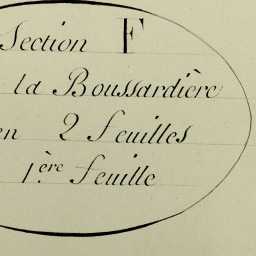 Section F
la Boussardière
en 2 Feuilles
1ère Feuille